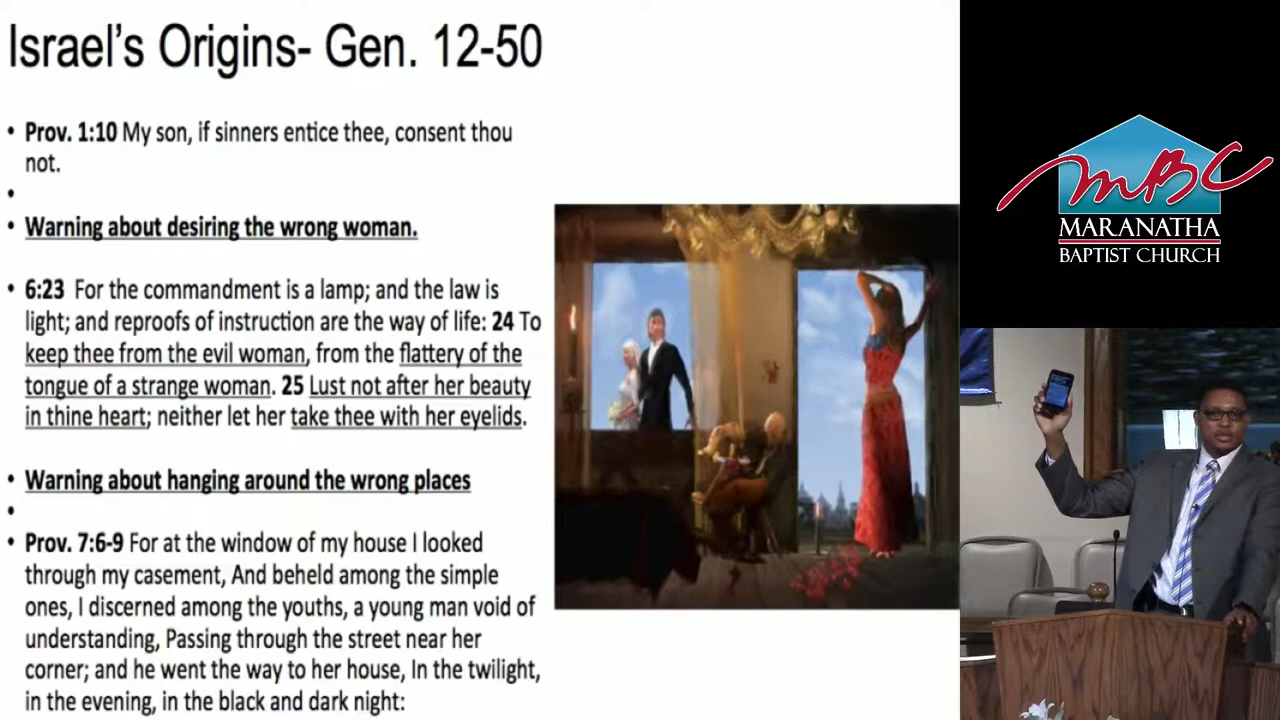 Israel's Origins- Gen. 12-50
• Prov. 1:10 My son, if sinners entice thee, consent thou
not.
•
• Warning about desiring the wrong woman.
• 6:23 For the commandment is a lamp; and the law is
light; and reproofs of instruction are the way of life: 24 To
keep thee from the evil woman, from the flattery of the
tongue of a strange woman. 25 Lust not after her beauty
in thine heart; neither let her take thee with her eyelids.
• Warning about hanging around the wrong places
•
• Prov. 7:6-9 For at the window of my house I looked
through my casement, And beheld among the simple
ones, I discerned among the youths, a young man void of
understanding, Passing through the street near her
corner; and he went the way to her house, In the twilight,
in the evening, in the black and dark night:
MBC
MARANATHA
BAPTIST CHURCH